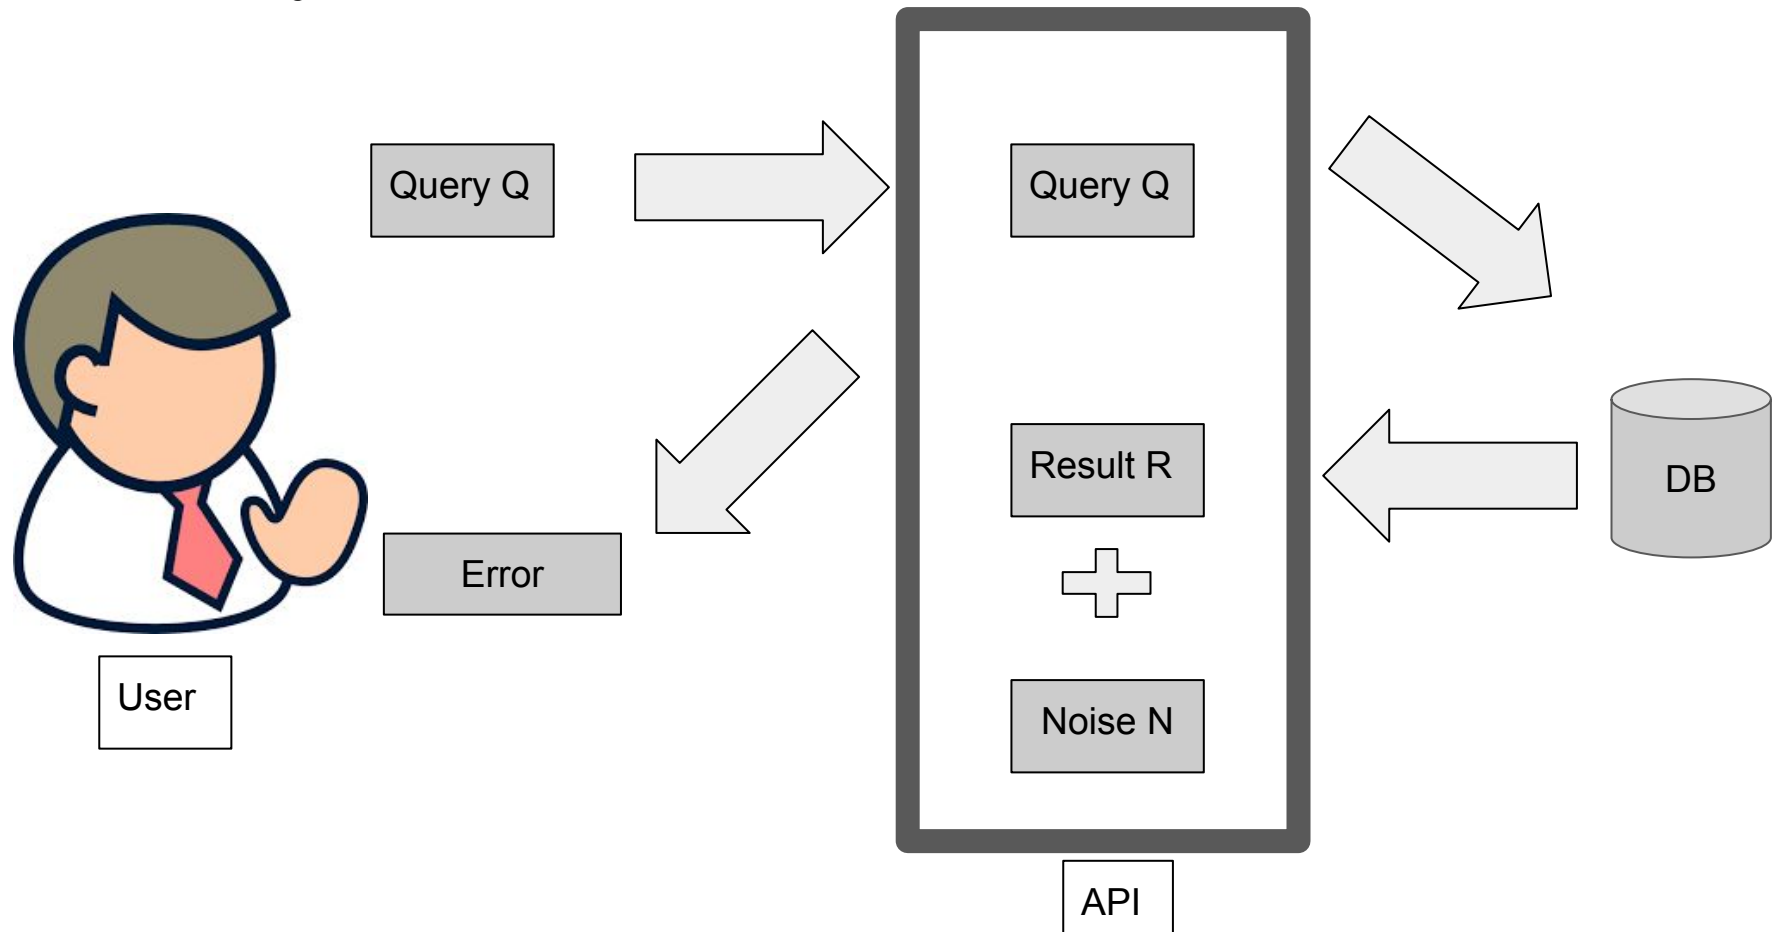 Query Q
Query Q
Result R
DB
Error
User
Noise N
API